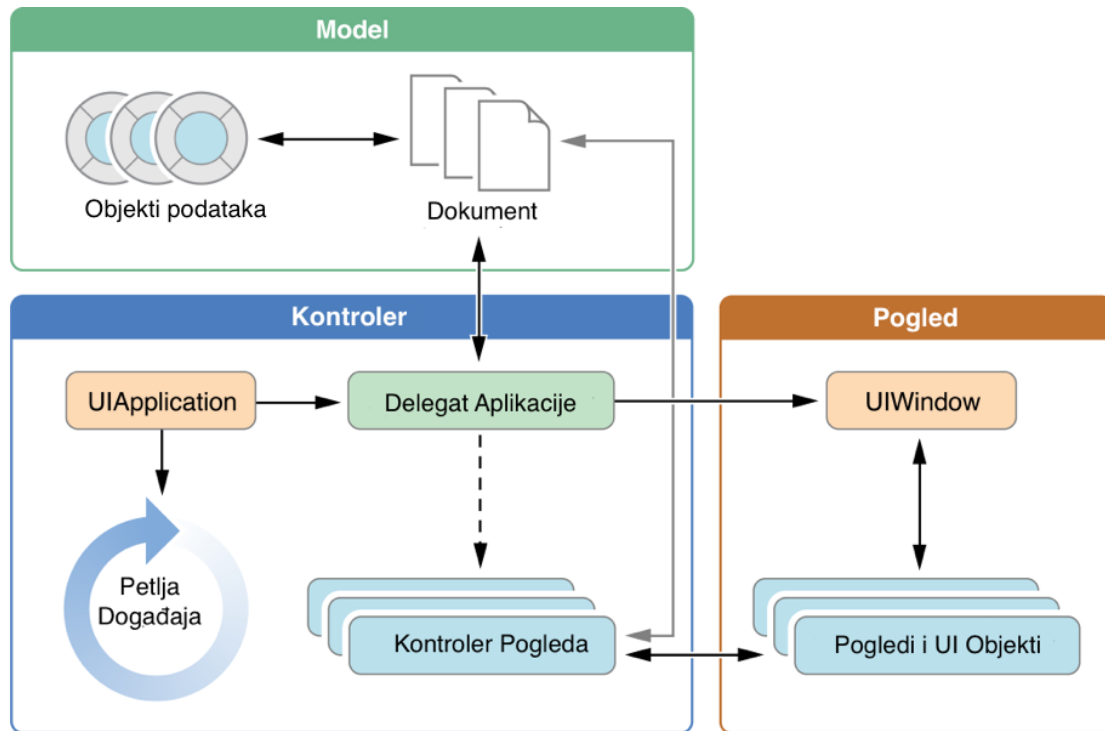 Model
Objekti podataka
Dokument
Kontroler
UIApplication
Delegat Aplikacije
Petlja
Događaja
Kontroler Pogleda
Pogled
UIWindow
Pogledi i UI Objekti